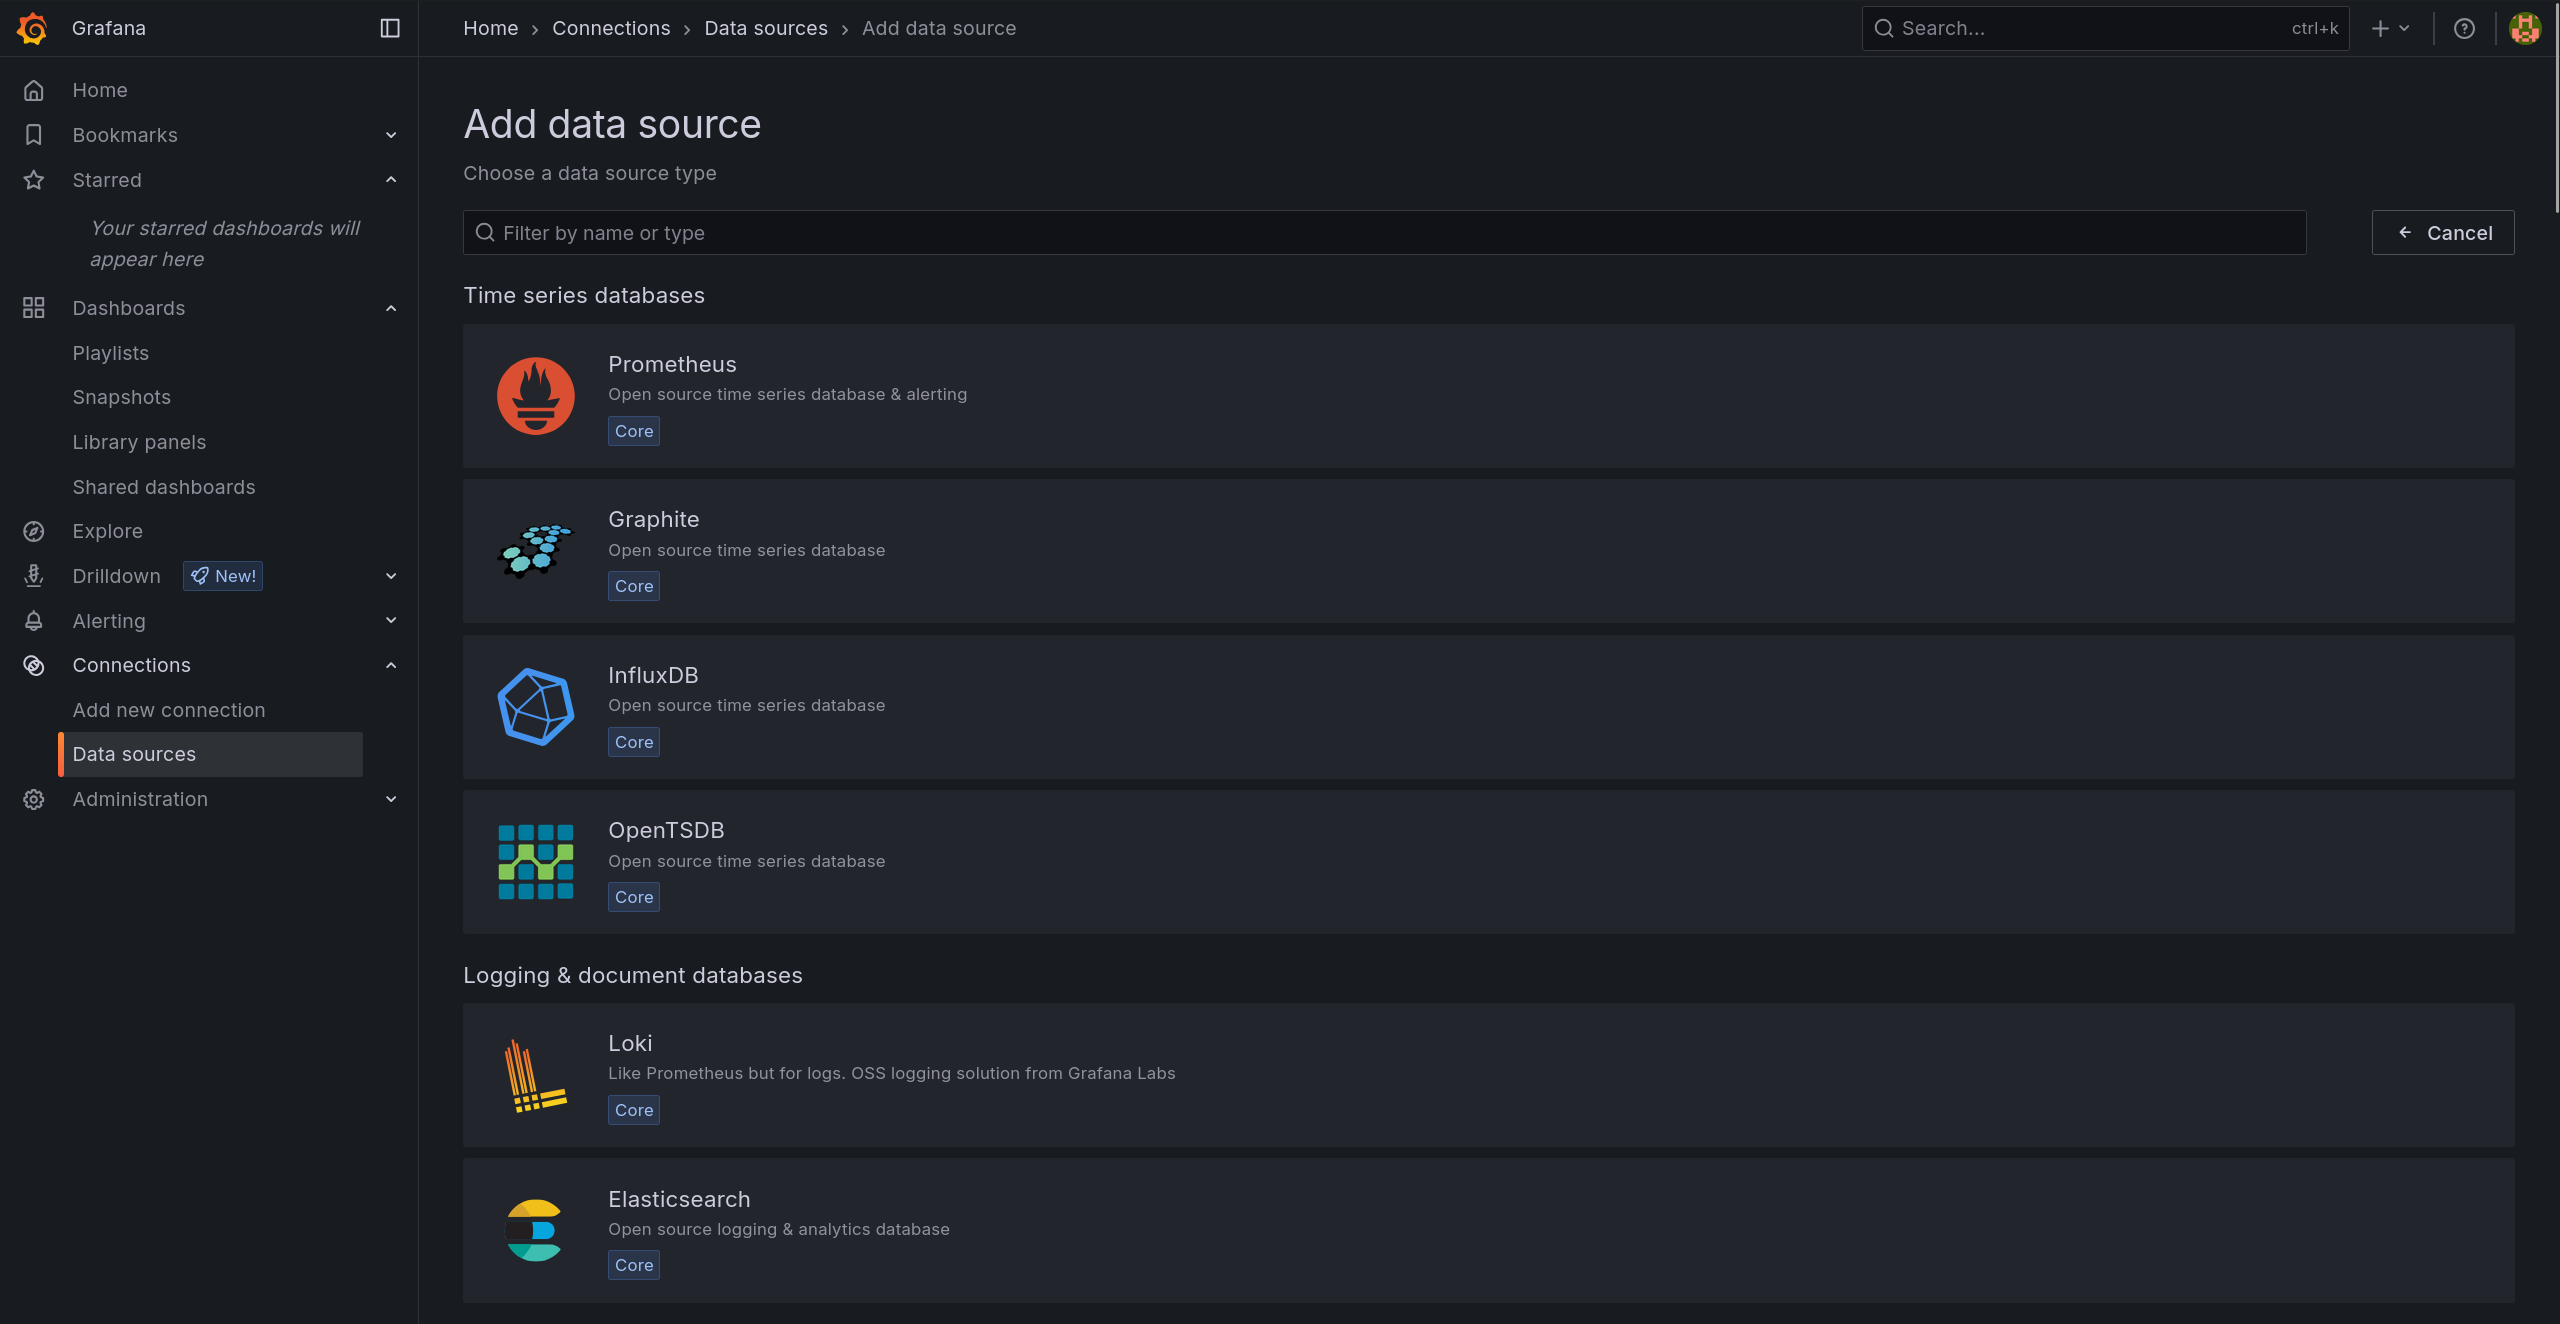 Grafana
Home
Connections
Data sources
Add data source
Search...
ctrl+k
Home
Bookmarks
Starred
Your starred dashboards will
appear here
Dashboards
Playlists
Snapshots
Library panels
Shared dashboards
Explore
Drilldown
New!
Alerting
Connections
Add new connection
Data sources
Administration
Add data source
Choose a data source type
Filter by name or type
Cancel
Time series databases
Prometheus
Open source time series database & alerting
Core
Graphite
Open source time series database
Core
InfluxDB
Open source time series database
Core
OpenTSDB
Open source time series database
Core
Logging & document databases
Loki
Like Prometheus but for logs. OSS logging solution from Grafana Labs
Core
Elasticsearch
Open source logging & analytics database
Core